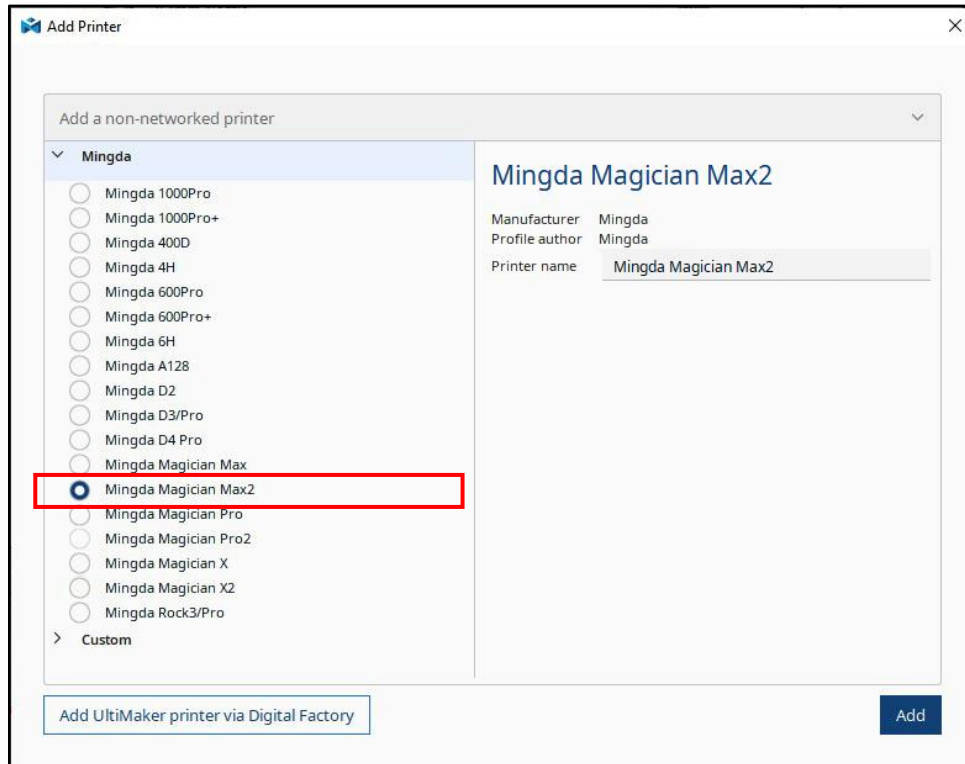 Add Printer
Add a non-networked printer
Mingda
Mingda 1000Pro
Mingda 1000Pro+
Mingda 400D
Mingda 4H
Mingda 600Pro
Mingda 600Pro+
Mingda 6H
Mingda A128
Mingda D2
Mingda D3/Pro
Mingda D4 Pro
Mingda Magician Max
Mingda Magician Max2
Mingda Magician Pro
Mingda Magician Pro2
Mingda Magician X
Mingda Magician X2
Mingda Rock3/Pro
Custom
Mingda Magician Max2
Manufacturer Mingda
Profile author Mingda
Printer name Mingda Magician Max2
Add UltiMaker printer via Digital Factory
Add